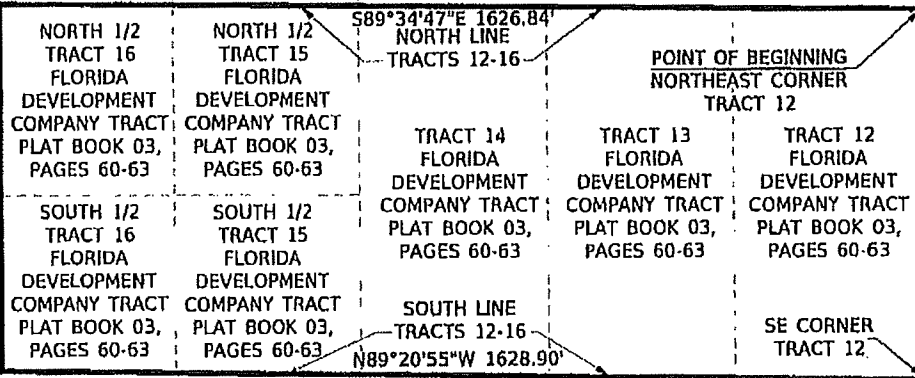 S89°34'47"E 1626.84'
NORTH LINE
TRACTS 12-16
NORTH 1/2
TRACT 16
FLORIDA
DEVELOPMENT
COMPANY TRACT
PLAT BOOK 03,
PAGES 60-63
NORTH 1/2
TRACT 15
FLORIDA
DEVELOPMENT
COMPANY TRACT
PLAT BOOK 03,
PAGES 60-63
POINT OF BEGINNING
NORTHEAST CORNER
TRACT 12
TRACT 14
FLORIDA
DEVELOPMENT
COMPANY TRACT
PLAT BOOK 03,
PAGES 60-63
TRACT 13
FLORIDA
DEVELOPMENT
COMPANY TRACT
PLAT BOOK 03,
PAGES 60-63
TRACT 12
FLORIDA
DEVELOPMENT
COMPANY TRACT
PLAT BOOK 03,
PAGES 60-63
SOUTH 1/2
TRACT 16
FLORIDA
DEVELOPMENT
COMPANY TRACT
PLAT BOOK 03,
PAGES 60-63
SOUTH 1/2
TRACT 15
FLORIDA
DEVELOPMENT
COMPANY TRACT
PLAT BOOK 03,
PAGES 60-63
SOUTH LINE
TRACTS 12-16
N89°20'55"W 1628.90'
SE CORNER
TRACT 12